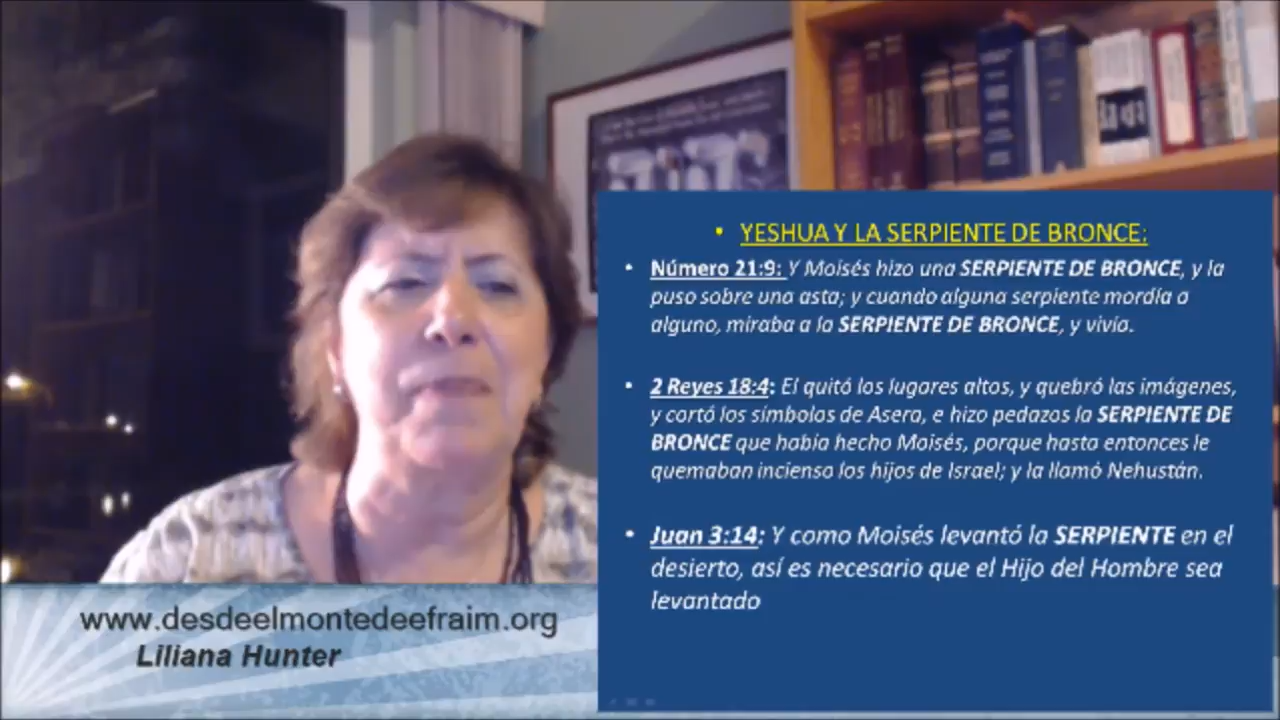 • YESHUA Y LA SERPIENTE DE BRONCE:
• Número 21:9: Y Moisés hizo una SERPIENTE DE BRONCE, y la
puso sobre una asta; y cuando alguna serpiente mordía a
alguno, miraba a la SERPIENTE DE BRONCE, y vivía.
• 2 Reyes 18:4: El quitó los lugares altos, y quebró las imágenes,
y cortó los símbolos de Asera, e hizo pedazos la SERPIENTE DE
BRONCE que había hecho Moisés, porque hasta entonces le
quemaban incienso los hijos de Israel; y la llamó Nehustán.
• Juan 3:14: Y como Moisés levantó la SERPIENTE en el
desierto, así es necesario que el Hijo del Hombre sea
levantado
www.desdeelmontedeefraim.org
Liliana Hunter